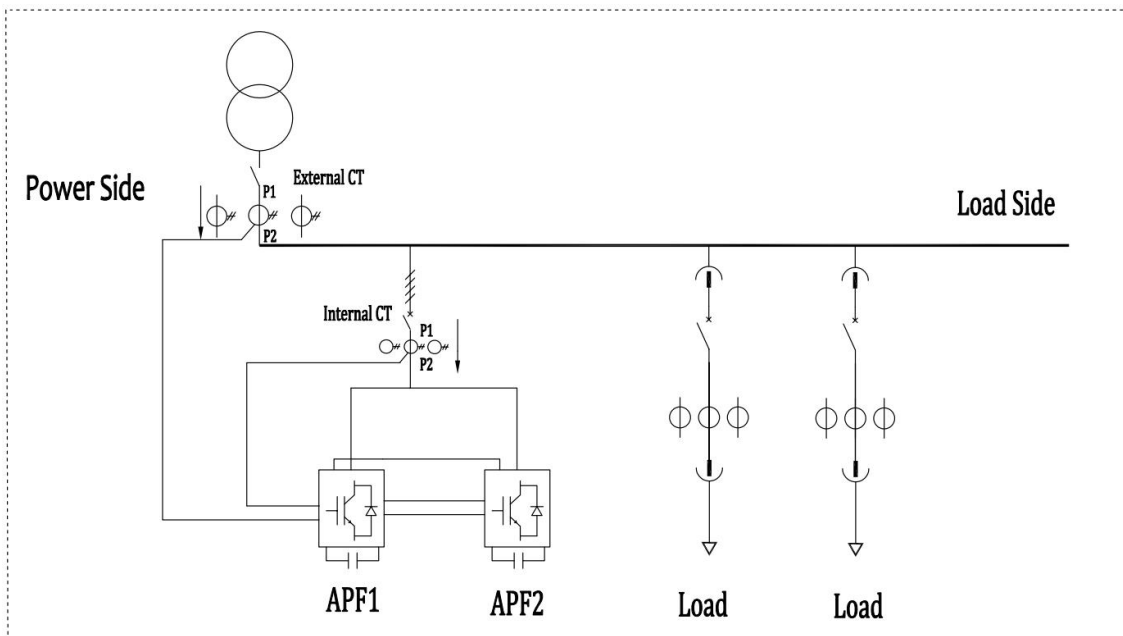 External CT
Power Side
P1
P2
Load Side
Internal CT
P1
P2
APF1
APF2
Load
Load